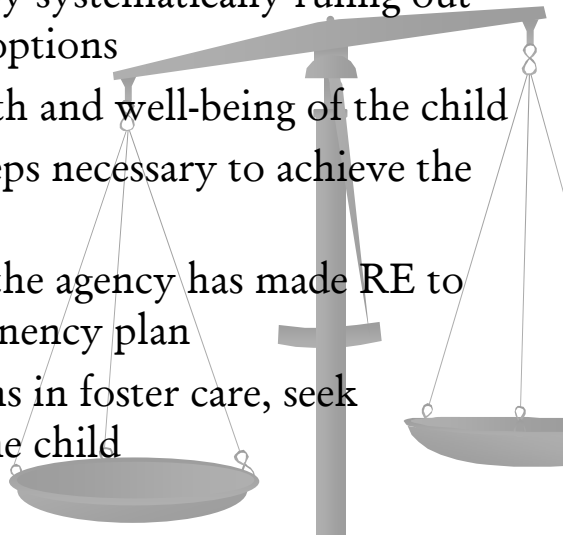 y systematically ruling out
options
th and well-being of the child
eps necessary to achieve the
the agency has made RE to
nency plan
ns in foster care, seek
e child